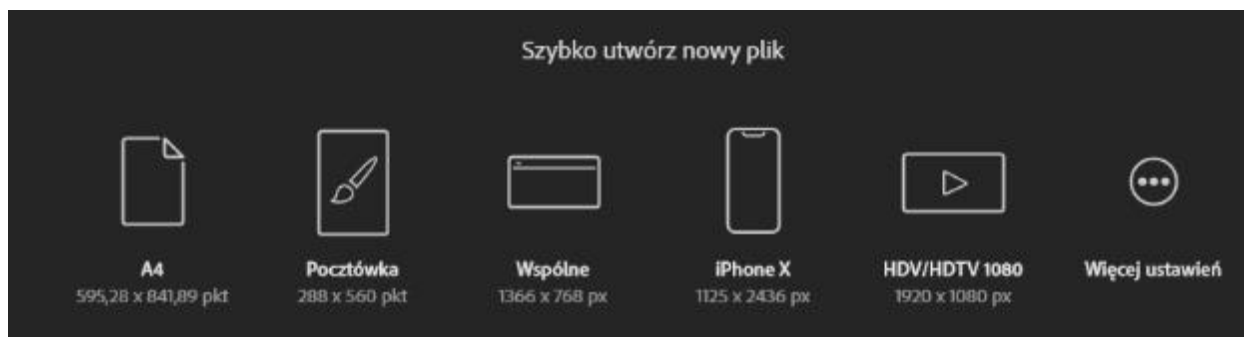 Szybko utwórz nowy plik
A4
595,28 x 841,89 pkt
Pocztówka
288 x 560 pkt
Wspólne
1366 x 768 px
iPhone X
1125 x 2436 px
HDV/HDTV 1080
1920 x 1080 px
Więcej ustawień